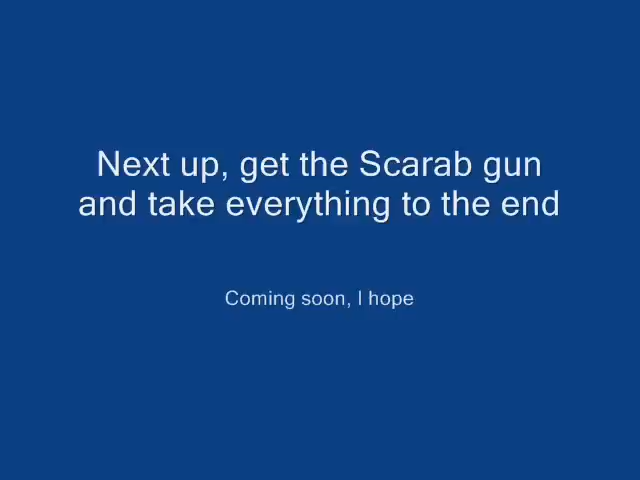 Next up, get the Scarab gun
and take everything to the end
Coming soon, I hope